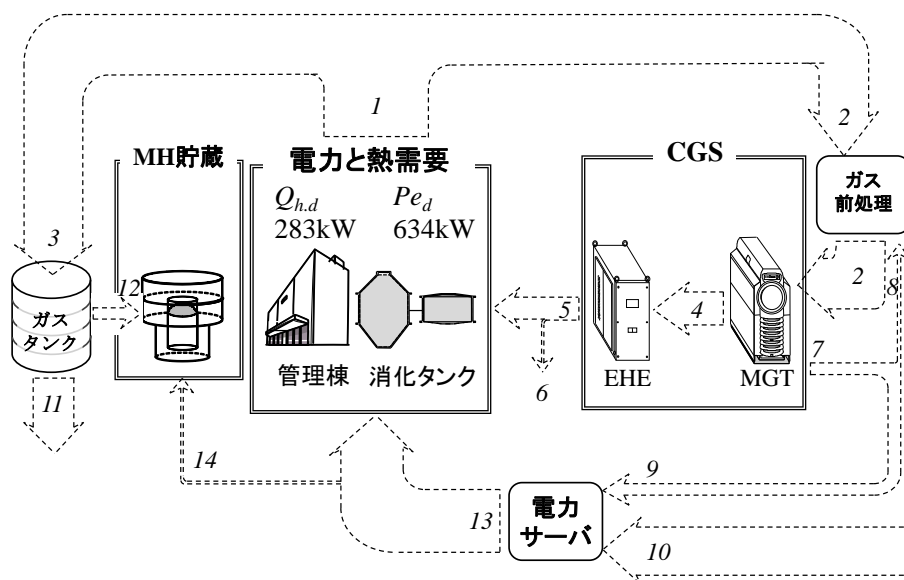 1
2
MH貯蔵
電力と熱需要
CGS
ガス
前処理
Qh.d
Ped
283kW
634kW
3
12
ガス
タンク
5
4
2
8
7
管理棟
消化タンク
EHE
MGT
6
11
14
9
13
電力
サーバ
10